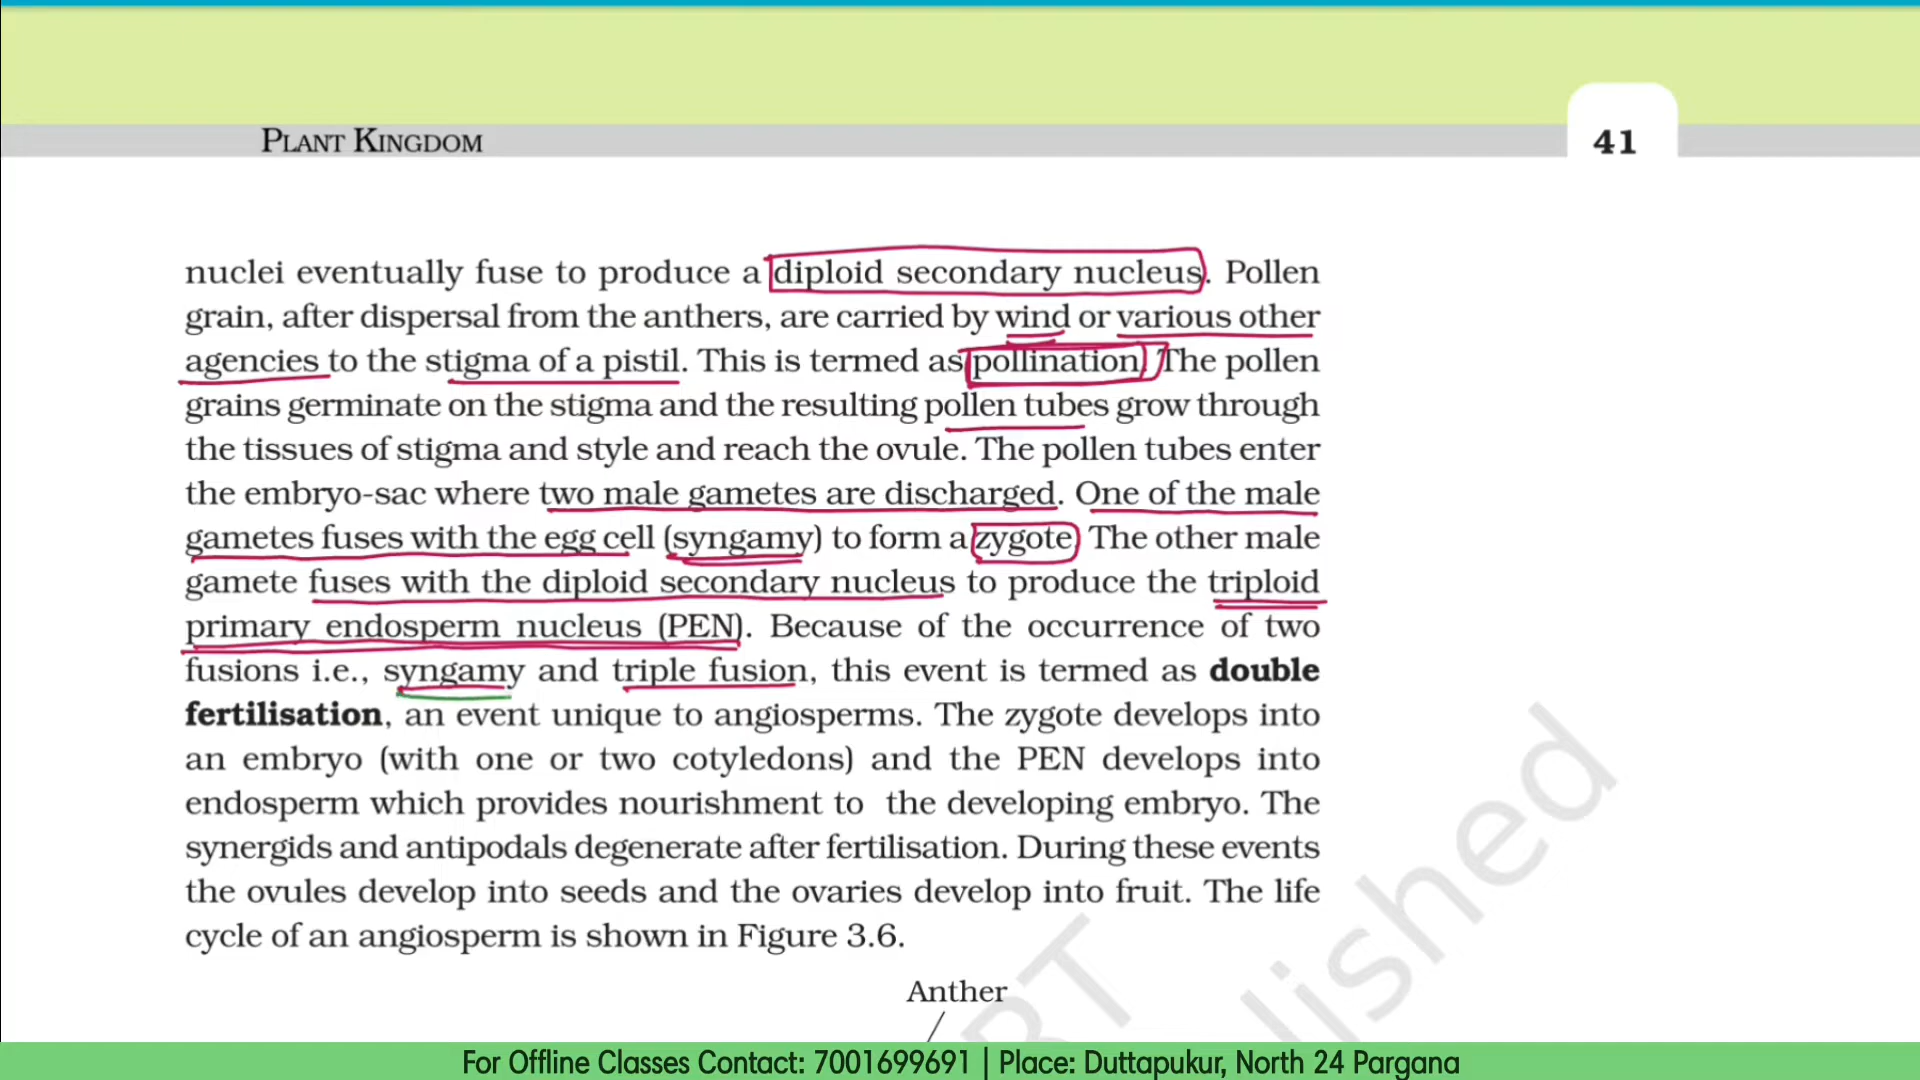 PLANT KINGDOM
41
nuclei eventually fuse to produce a diploid secondary nucleus. Pollen
grain, after dispersal from the anthers, are carried by wind or various other
agencies to the stigma of a pistil. This is termed as pollination. The pollen
grains germinate on the stigma and the resulting pollen tubes grow through
the tissues of stigma and style and reach the ovule. The pollen tubes enter
the embryo-sac where two male gametes are discharged. One of the male
gametes fuses with the egg cell (syngamy) to form a zygote. The other male
gamete fuses with the diploid secondary nucleus to produce the triploid
primary endosperm nucleus (PEN). Because of the occurrence of two
fusions i.e., syngamy and triple fusion, this event is termed as double
fertilisation, an event unique to angiosperms. The zygote develops into
an embryo (with one or two cotyledons) and the PEN develops into
endosperm which provides nourishment to the developing embryo. The
synergids and antipodals degenerate after fertilisation. During these events
the ovules develop into seeds and the ovaries develop into fruit. The life
cycle of an angiosperm is shown in Figure 3.6.
Anther
For Offline Classes Contact: 7001699691 | Place: Duttapukur, North 24 Pargana